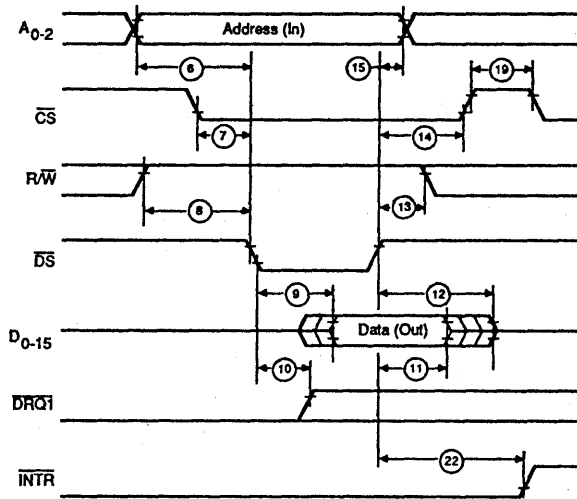 A0-2
Address (In)
6
15
19
CS
7
14
R/W
8
13
DS
9
12
D0-15
Data (Out)
10
11
DRQ1
22
INTR